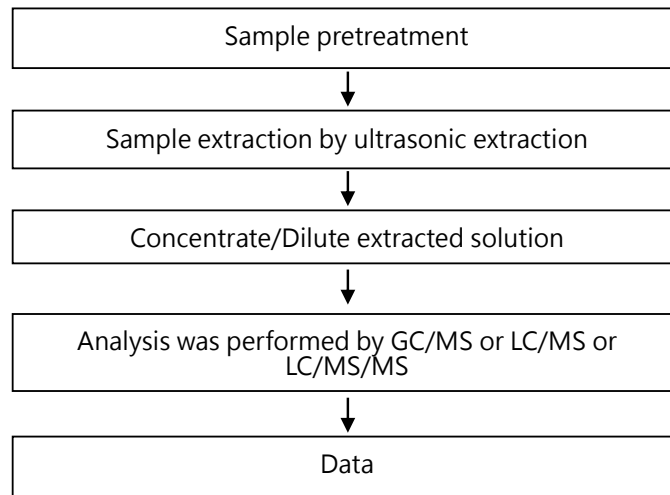 Sample pretreatment
Sample extraction by ultrasonic extraction
Concentrate/Dilute extracted solution
Analysis was performed by GC/MS or LC/MS or
LC/MS/MS
Data